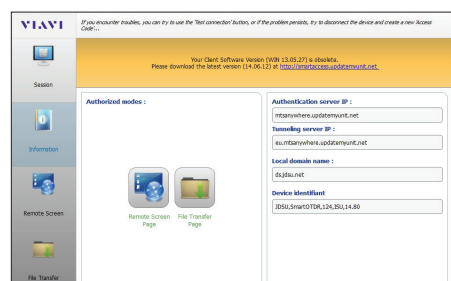 VIAVI
If you encounter troubles, you can try to use the 'Test connection' button, or if the problem persists, try to disconnect the device and create a new 'Access
Code'...
Your Client Software Version (WIN 13.05.27) is obsolete.
Please download the latest version (14.06.12) at http://smartaccess.updatemyunit.net
Session
Information
Remote Screen
File Transfer
Authorized modes :
Remote Screen
Page
File Transfer
Page
Authentication server IP :
mtsanywhere.updatemyunit.net
Tunneling server IP :
eu.mtsanywhere.updatemyunit.net
Local domain name :
ds.jdsu.net
Device identifiant
JDSU,SmartOTDR,124,ISU,14.80